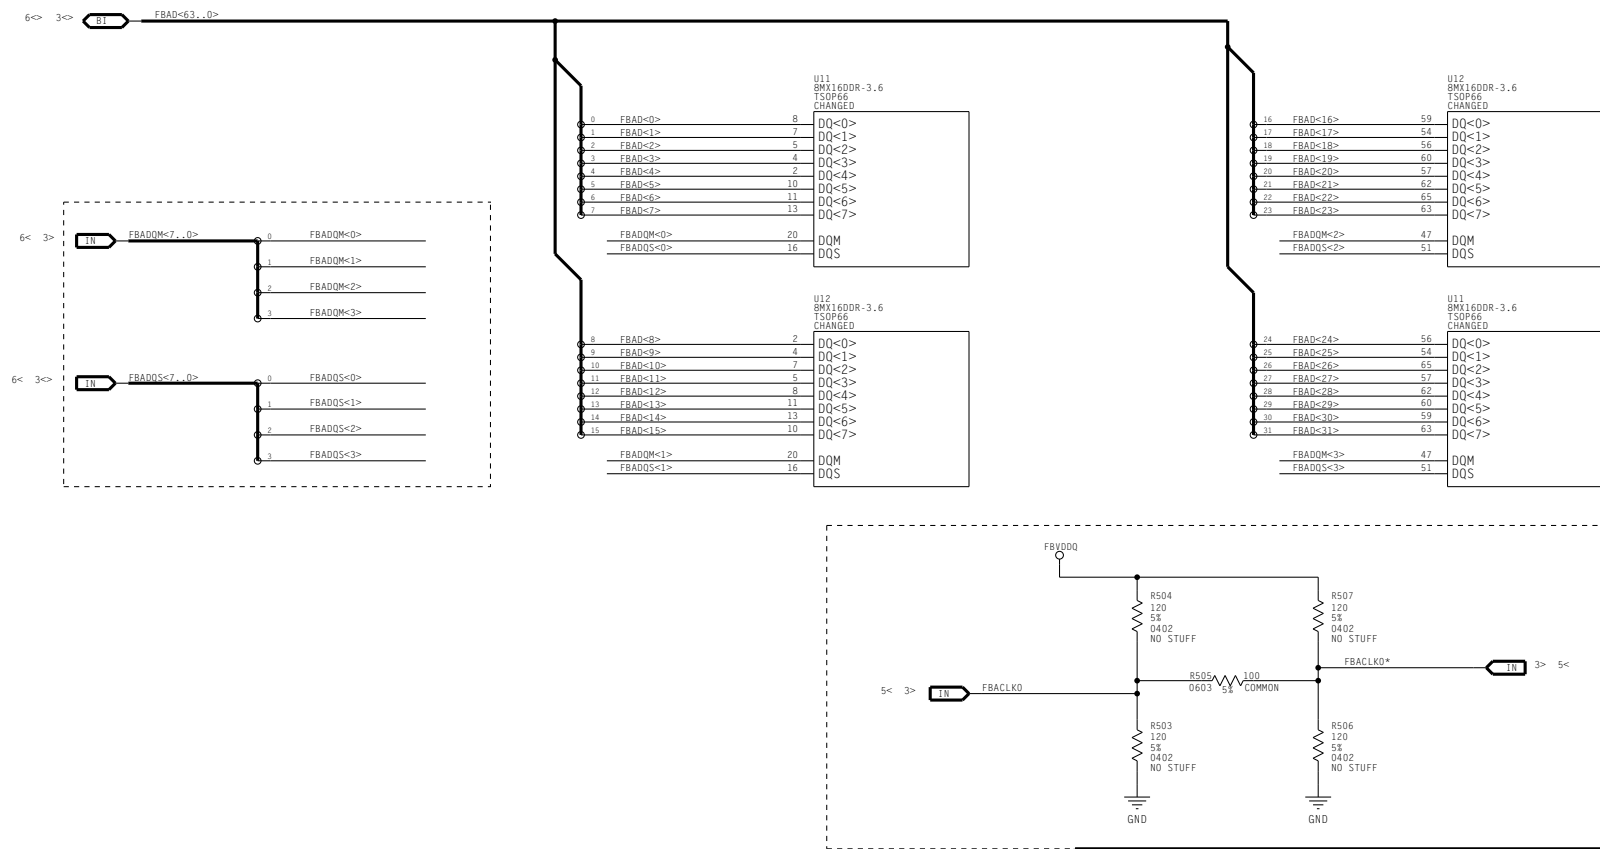 6<> 3<> BI FBAD<63..0>
U11
8MX16DDR-3.6
TSOP66
CHANGED
0 FBAD<0> 8 DQ<0>
1 FBAD<1> 7 DQ<1>
2 FBAD<2> 5 DQ<2>
3 FBAD<3> 4 DQ<3>
4 FBAD<4> 2 DQ<4>
5 FBAD<5> 10 DQ<5>
6 FBAD<6> 11 DQ<6>
7 FBAD<7> 13 DQ<7>
FBADQM<0> 20 DQM
FBADQS<0> 16 DQS
U12
8MX16DDR-3.6
TSOP66
CHANGED
16 FBAD<16> 59 DQ<0>
17 FBAD<17> 54 DQ<1>
18 FBAD<18> 56 DQ<2>
19 FBAD<19> 60 DQ<3>
20 FBAD<20> 57 DQ<4>
21 FBAD<21> 62 DQ<5>
22 FBAD<22> 65 DQ<6>
23 FBAD<23> 63 DQ<7>
FBADQM<2> 47 DQM
FBADQS<2> 51 DQS
6< 3> IN FBADQM<7..0>
0 FBADQM<0>
1 FBADQM<1>
2 FBADQM<2>
3 FBADQM<3>
6< 3<> IN FBADQS<7..0>
0 FBADQS<0>
1 FBADQS<1>
2 FBADQS<2>
3 FBADQS<3>
U12
8MX16DDR-3.6
TSOP66
CHANGED
8 FBAD<8> 2 DQ<0>
9 FBAD<9> 4 DQ<1>
10 FBAD<10> 7 DQ<2>
11 FBAD<11> 5 DQ<3>
12 FBAD<12> 8 DQ<4>
13 FBAD<13> 11 DQ<5>
14 FBAD<14> 13 DQ<6>
15 FBAD<15> 10 DQ<7>
FBADQM<1> 20 DQM
FBADQS<1> 16 DQS
U11
8MX16DDR-3.6
TSOP66
CHANGED
24 FBAD<24> 56 DQ<0>
25 FBAD<25> 54 DQ<1>
26 FBAD<26> 65 DQ<2>
27 FBAD<27> 57 DQ<3>
28 FBAD<28> 62 DQ<4>
29 FBAD<29> 60 DQ<5>
30 FBAD<30> 59 DQ<6>
31 FBAD<31> 63 DQ<7>
FBADQM<3> 47 DQM
FBADQS<3> 51 DQS
FBVDDQ
R504
120
5%
0402
NO STUFF
R507
120
5%
0402
NO STUFF
FBACLK0* IN 3> 5<
R505 100
0603 5% COMMON
5< 3> IN FBACLK0
R503
120
5%
0402
NO STUFF
R506
120
5%
0402
NO STUFF
GND
GND